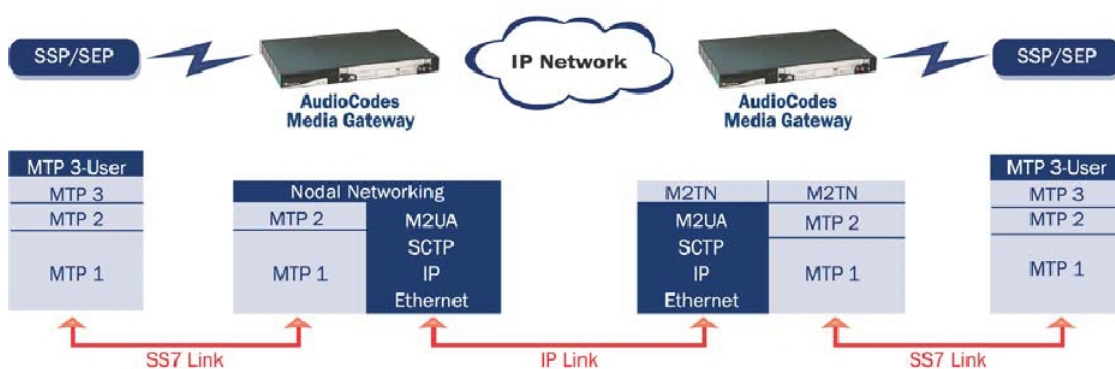 SSP/SEP
IP Network
SSP/SEP
AudioCodes
Media Gateway
AudioCodes
Media Gateway
MTP 3-User
MTP 3
MTP 2
MTP 1
Nodal Networking
MTP 2
MTP 1
M2UA
SCTP
IP
Ethernet
M2TN
M2UA
SCTP
IP
Ethernet
M2TN
MTP 2
MTP 1
MTP 3-User
MTP 3
MTP 2
MTP 1
SS7 Link
IP Link
SS7 Link